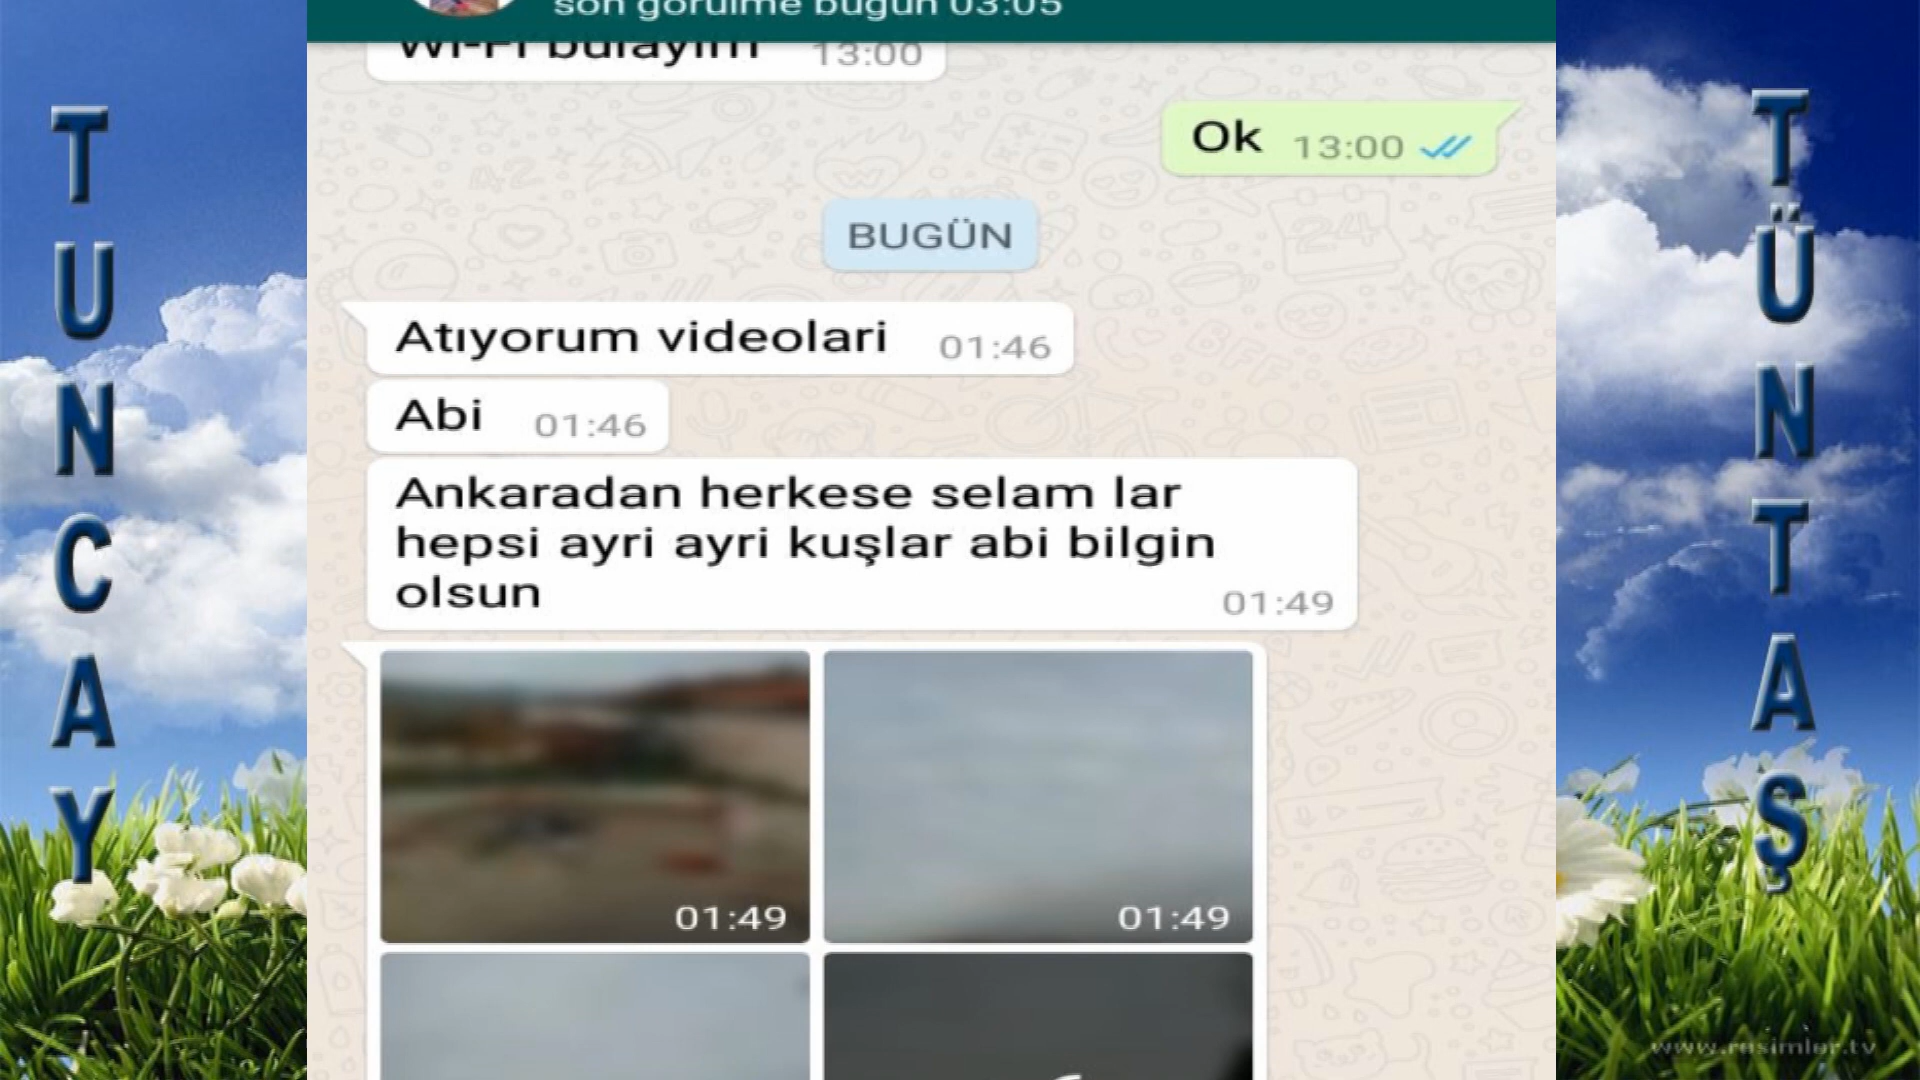 son görülme bugün 03:05
Wi-Fi bulayım 13:00
Ok 13:00
BUGÜN
Atıyorum videolari 01:46
Abi 01:46
Ankaradan herkese selam lar
hepsi ayri ayri kuşlar abi bilgin
olsun 01:49
01:49
01:49
TUNCAY
TÜNTAŞ
www.resimler.tv